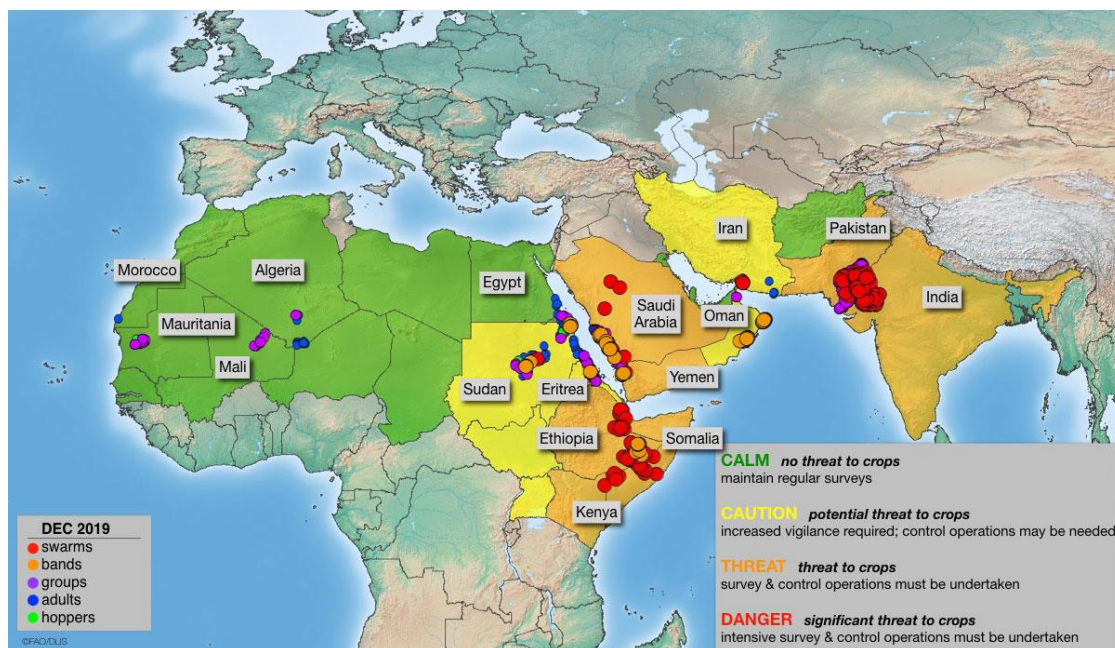 Iran
Pakistan
Morocco
Algeria
Egypt
Saudi
Arabia
Oman
India
Mauritania
Mali
Sudan
Eritrea
Yemen
Ethiopia
Somalia
Kenya
CALM no threat to crops
maintain regular surveys
CAUTION potential threat to crops
increased vigilance required; control operations may be needed
THREAT threat to crops
survey & control operations must be undertaken
DANGER significant threat to crops
intensive survey & control operations must be undertaken
DEC 2019
swarms
bands
groups
adults
hoppers
©FAO/DLIS